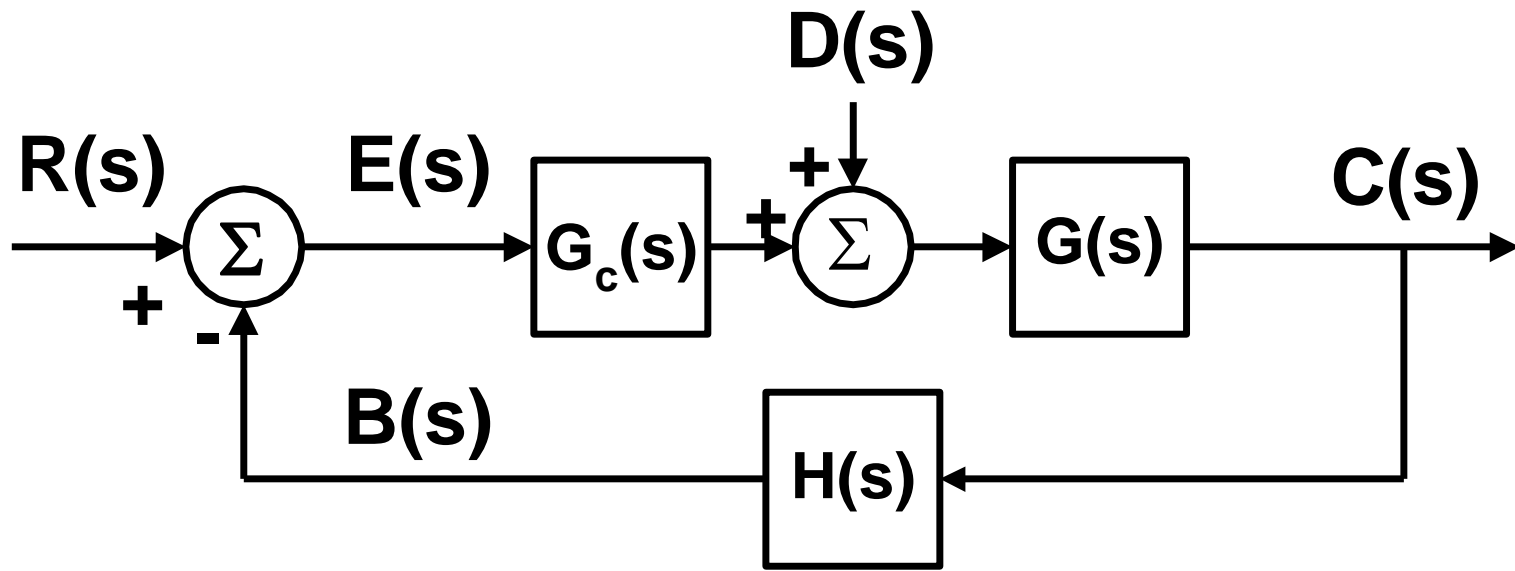 D(s)
R(s)
E(s)
C(s)
+
+
Σ
G_c(s)
Σ
G(s)
+
-
B(s)
H(s)